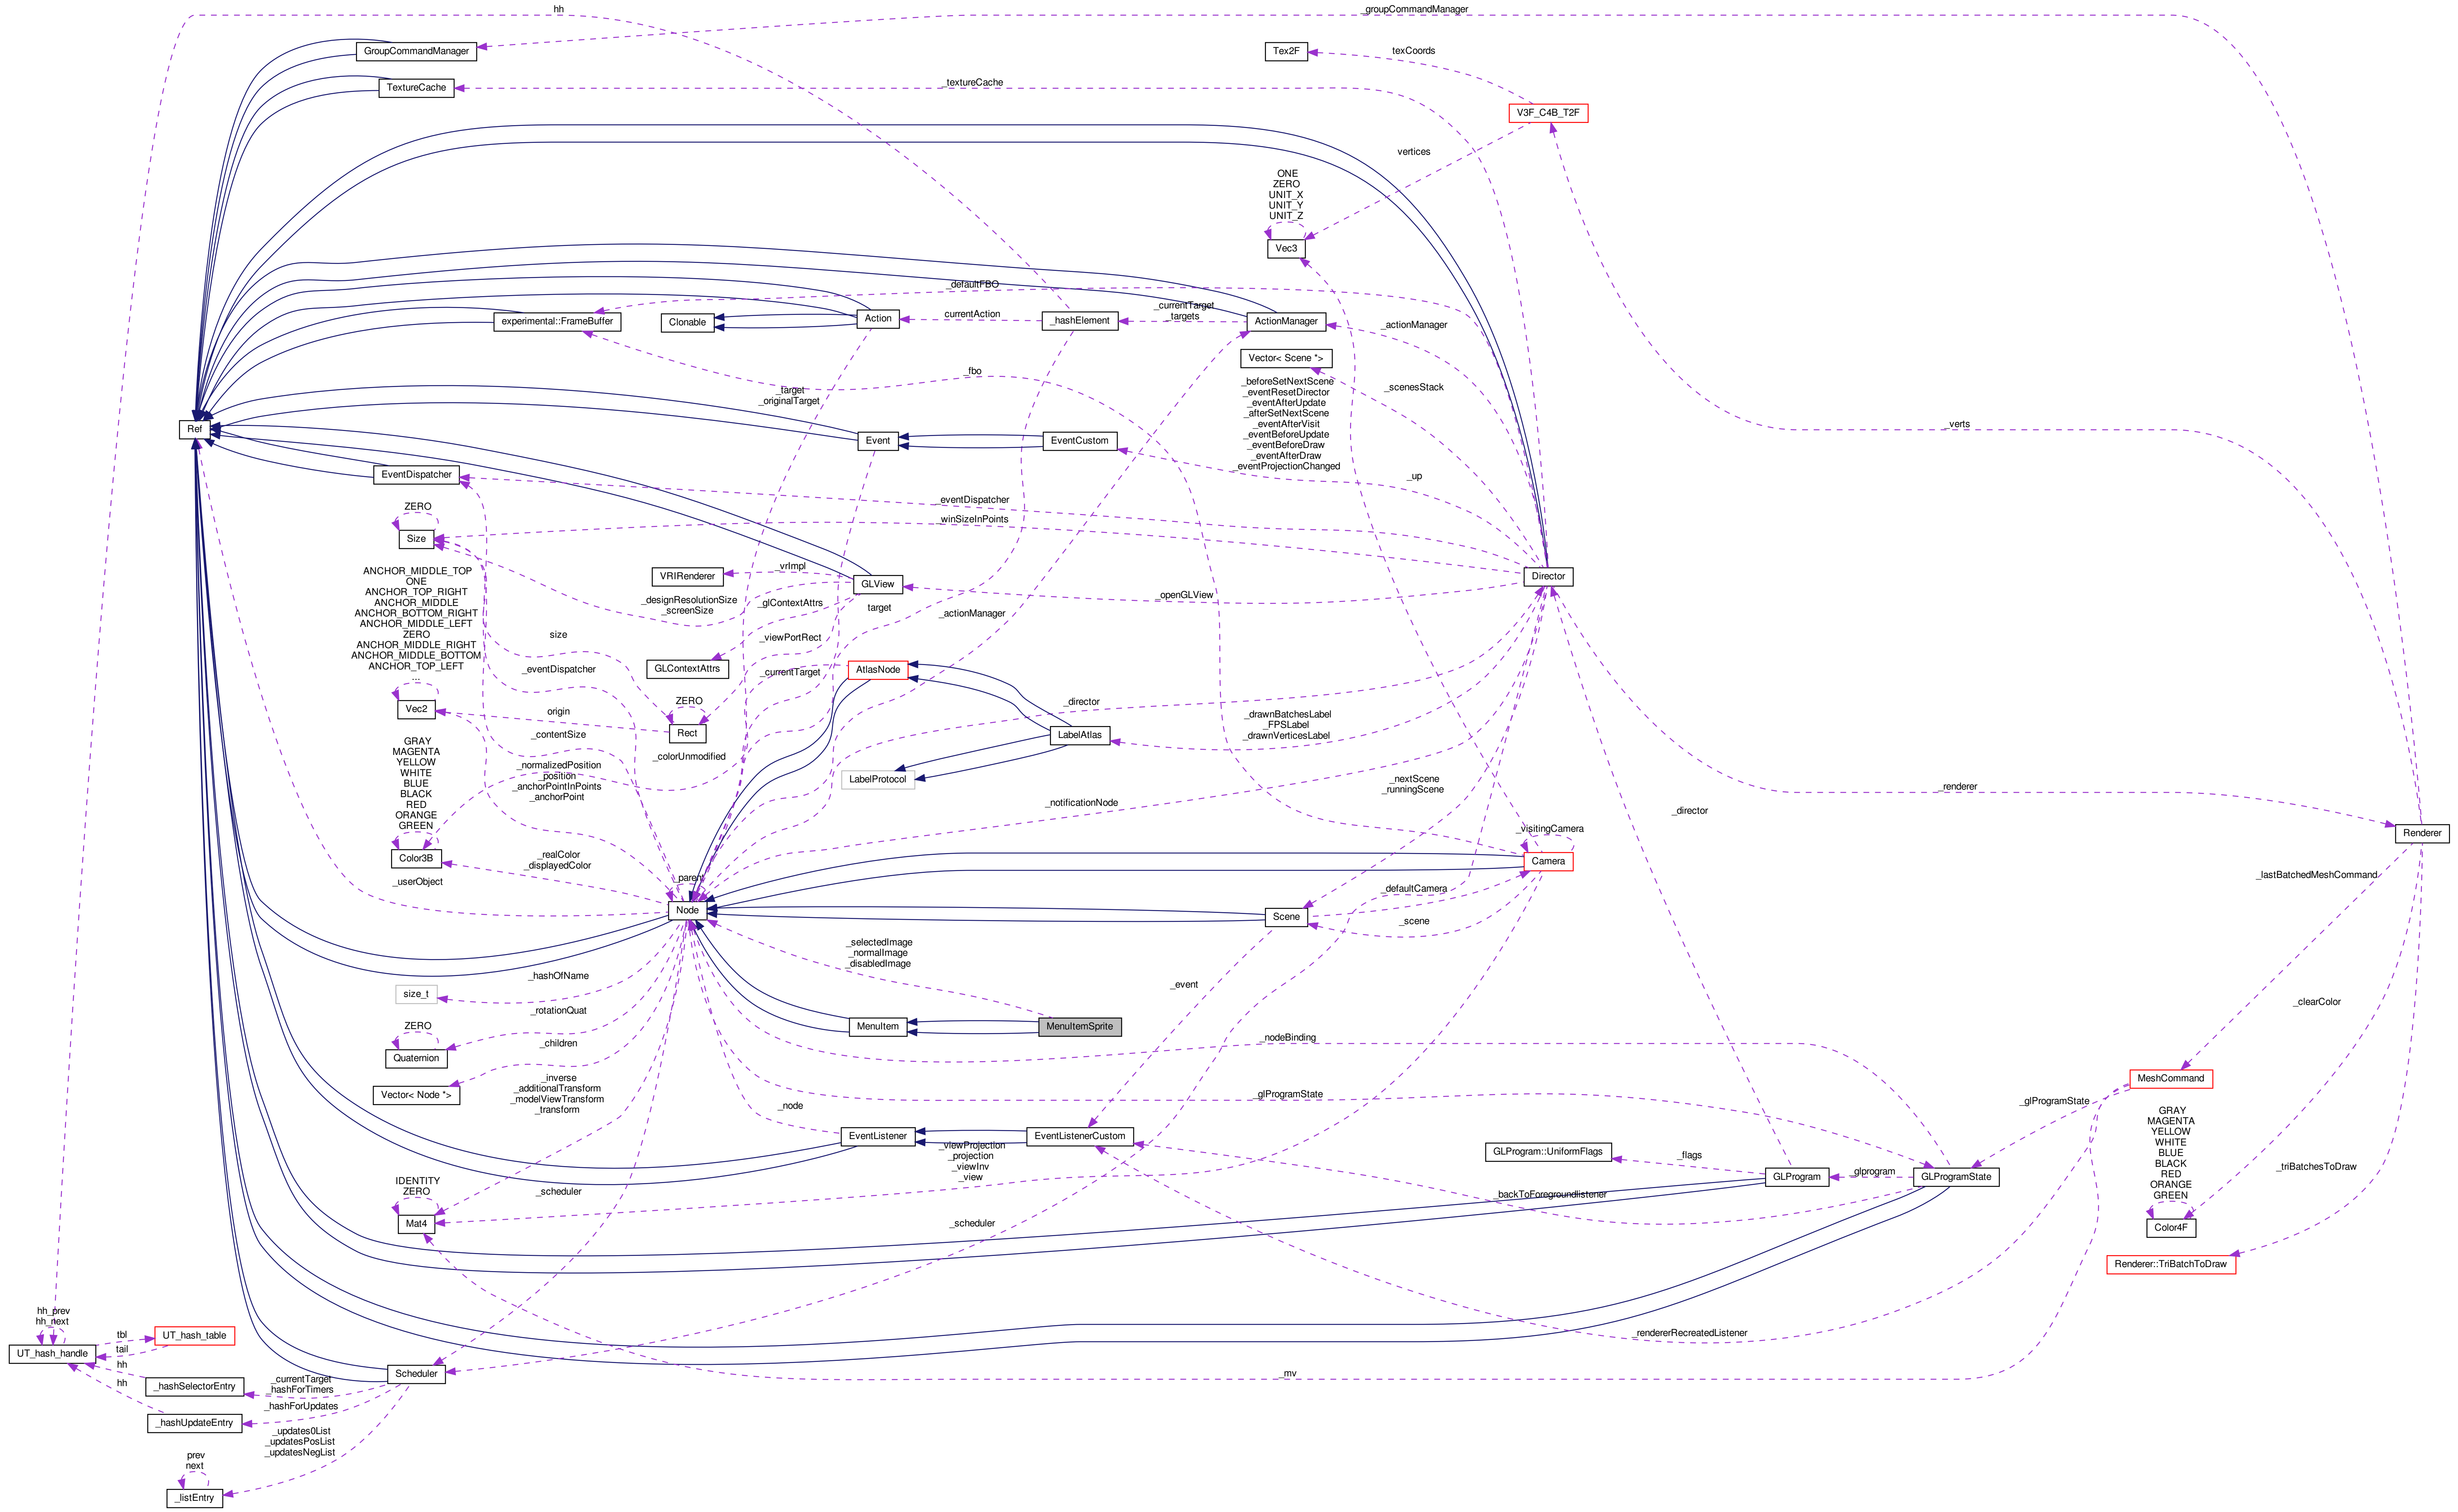 hh
_groupCommandManager
GroupCommandManager
Tex2F
texCoords
TextureCache
_textureCache
V3F_C4B_T2F
vertices
ONE
ZERO
UNIT_X
UNIT_Y
UNIT_Z
Vec3
_defaultFBO
experimental::FrameBuffer
Clonable
Action
currentAction
_hashElement
_currentTarget
_targets
ActionManager
_actionManager
Vector< Scene *>
_scenesStack
_fbo
_target
_originalTarget
_beforeSetNextScene
_eventResetDirector
_eventAfterUpdate
_afterSetNextScene
_eventAfterVisit
_eventBeforeUpdate
_eventBeforeDraw
_eventAfterDraw
_eventProjectionChanged
_verts
Ref
Event
EventCustom
EventDispatcher
_up
_eventDispatcher
_winSizeInPoints
ZERO
Size
VRIRenderer
_vrImpl
GLView
Director
ANCHOR_MIDDLE_TOP
ONE
ANCHOR_TOP_RIGHT
ANCHOR_MIDDLE
ANCHOR_BOTTOM_RIGHT
ANCHOR_MIDDLE_LEFT
ZERO
ANCHOR_MIDDLE_RIGHT
ANCHOR_MIDDLE_BOTTOM
ANCHOR_TOP_LEFT
...
_designResolutionSize
_screenSize
_glContextAttrs
target
_actionManager
_openGLView
size
_viewPortRect
_eventDispatcher
GLContextAttrs
_currentTarget
AtlasNode
Vec2
origin
ZERO
Rect
_director
_drawnBatchesLabel
_FPSLabel
_drawnVerticesLabel
LabelAtlas
_contentSize
_colorUnmodified
GRAY
MAGENTA
YELLOW
WHITE
BLUE
BLACK
RED
ORANGE
GREEN
_normalizedPosition
_position
_anchorPointInPoints
_anchorPoint
LabelProtocol
_nextScene
_runningScene
_renderer
_notificationNode
_director
_visitingCamera
Renderer
Color3B
_realColor
_displayedColor
Camera
_userObject
_parent
_defaultCamera
_lastBatchedMeshCommand
Node
Scene
_scene
_selectedImage
_normalImage
_disabledImage
_hashOfName
_event
size_t
_rotationQuat
_clearColor
ZERO
MenuItem
MenuItemSprite
_nodeBinding
Quaternion
_children
Vector< Node *>
_inverse
_additionalTransform
_modelViewTransform
_transform
_glProgramState
MeshCommand
_node
_glProgramState
GRAY
MAGENTA
YELLOW
WHITE
BLUE
BLACK
RED
ORANGE
GREEN
EventListener
EventListenerCustom
_viewProjection
_projection
_viewInv
_view
GLProgram::UniformFlags
_flags
GLProgram
_glprogram
GLProgramState
_triBatchesToDraw
IDENTITY
ZERO
_scheduler
_backToForegroundlistener
Mat4
_scheduler
Color4F
Renderer::TriBatchToDraw
hh_prev
hh_next
tbl
UT_hash_table
_rendererRecreatedListener
UT_hash_handle
tail
hh
_hashSelectorEntry
_currentTarget
_hashForTimers
Scheduler
_mv
hh
_hashUpdateEntry
_hashForUpdates
_updates0List
_updatesPosList
_updatesNegList
prev
next
_listEntry